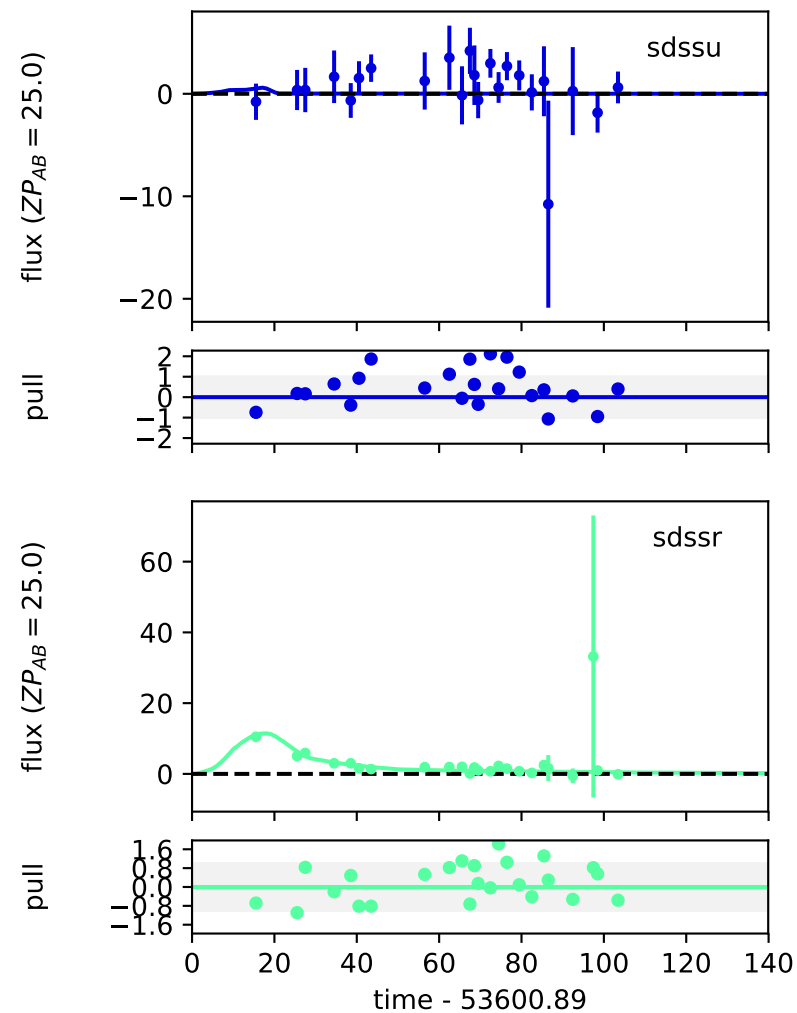 sdssu
flux (ZP_AB = 25.0)
0
−10
−20
pull
2
1
0
−1
−2
sdssr
flux (ZP_AB = 25.0)
60
40
20
0
pull
1.6
0.8
0.0
−0.8
−1.6
0 20 40 60 80 100 120 140
time - 53600.89